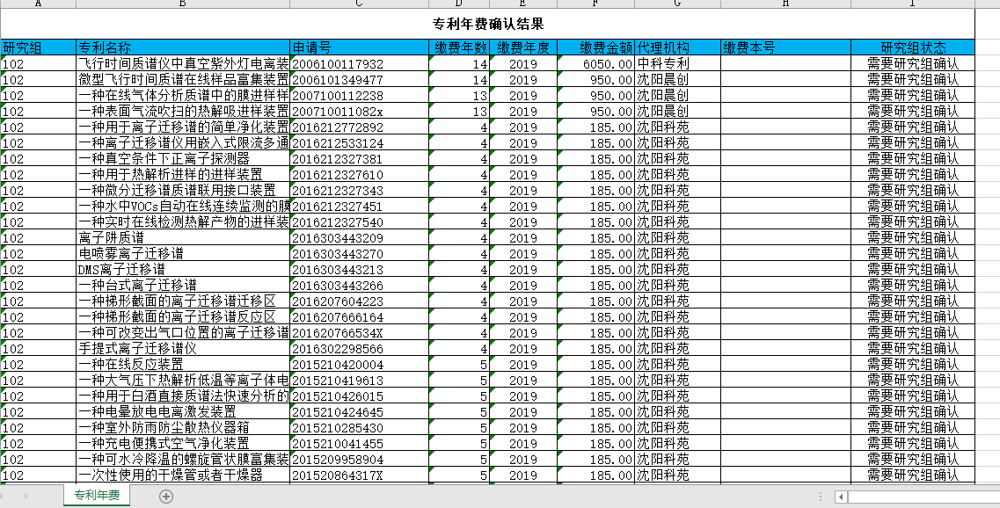 A B C D E F G H I
专利年费确认结果
研究组 专利名称 申请号 缴费年数 缴费年度 缴费金额 代理机构 缴费本号 研究组状态
102 飞行时间质谱仪中真空紫外灯电离装 2006100117932 14 2019 6050.00 中科专利 需要研究组确认
102 微型飞行时间质谱在线样品富集装置 2006101349477 14 2019 950.00 沈阳晨创 需要研究组确认
102 一种在线气体分析质谱中的膜进样样 2007100112238 13 2019 950.00 沈阳晨创 需要研究组确认
102 一种表面气流吹扫的热解吸进样装置 200710011082x 13 2019 950.00 沈阳晨创 需要研究组确认
102 一种用于离子迁移谱的简单净化装置 2016212772892 4 2019 185.00 沈阳科苑 需要研究组确认
102 一种离子迁移谱仪用嵌入式限流多通 2016212533124 4 2019 185.00 沈阳科苑 需要研究组确认
102 一种真空条件下正离子探测器 2016212327381 4 2019 185.00 沈阳科苑 需要研究组确认
102 一种用于热解析进样的进样装置 2016212327610 4 2019 185.00 沈阳科苑 需要研究组确认
102 一种微分迁移谱质谱联用接口装置 2016212327343 4 2019 185.00 沈阳科苑 需要研究组确认
102 一种水中VOCs自动在线连续监测的膜 2016212327451 4 2019 185.00 沈阳科苑 需要研究组确认
102 一种实时在线检测热解产物的进样装 2016212327540 4 2019 185.00 沈阳科苑 需要研究组确认
102 离子阱质谱 2016303443209 4 2019 185.00 沈阳科苑 需要研究组确认
102 电喷雾离子迁移谱 2016303443270 4 2019 185.00 沈阳科苑 需要研究组确认
102 DMS离子迁移谱 2016303443213 4 2019 185.00 沈阳科苑 需要研究组确认
102 一种台式离子迁移谱 2016303443266 4 2019 185.00 沈阳科苑 需要研究组确认
102 一种梯形截面的离子迁移谱迁移区 2016207604223 4 2019 185.00 沈阳科苑 需要研究组确认
102 一种梯形截面的离子迁移谱反应区 2016207666164 4 2019 185.00 沈阳科苑 需要研究组确认
102 一种可改变出气口位置的离子迁移谱 201620766534X 4 2019 185.00 沈阳科苑 需要研究组确认
102 手提式离子迁移谱仪 2016302298566 4 2019 185.00 沈阳科苑 需要研究组确认
102 一种在线反应装置 2015210420004 5 2019 185.00 沈阳科苑 需要研究组确认
102 一种大气压下热解析低温等离子体电 2015210419613 5 2019 185.00 沈阳科苑 需要研究组确认
102 一种用于白酒直接质谱法快速分析的 2015210426015 5 2019 185.00 沈阳科苑 需要研究组确认
102 一种电晕放电电离激发装置 2015210424645 5 2019 185.00 沈阳科苑 需要研究组确认
102 一种室外防雨防尘散热仪器箱 2015210285430 5 2019 185.00 沈阳科苑 需要研究组确认
102 一种充电便携式空气净化装置 2015210041455 5 2019 185.00 沈阳科苑 需要研究组确认
102 一种可水冷降温的螺旋管状膜富集装 2015209958904 5 2019 185.00 沈阳科苑 需要研究组确认
102 一次性使用的干燥管或者干燥器 201520864317X 5 2019 185.00 沈阳科苑 需要研究组确认
专利年费